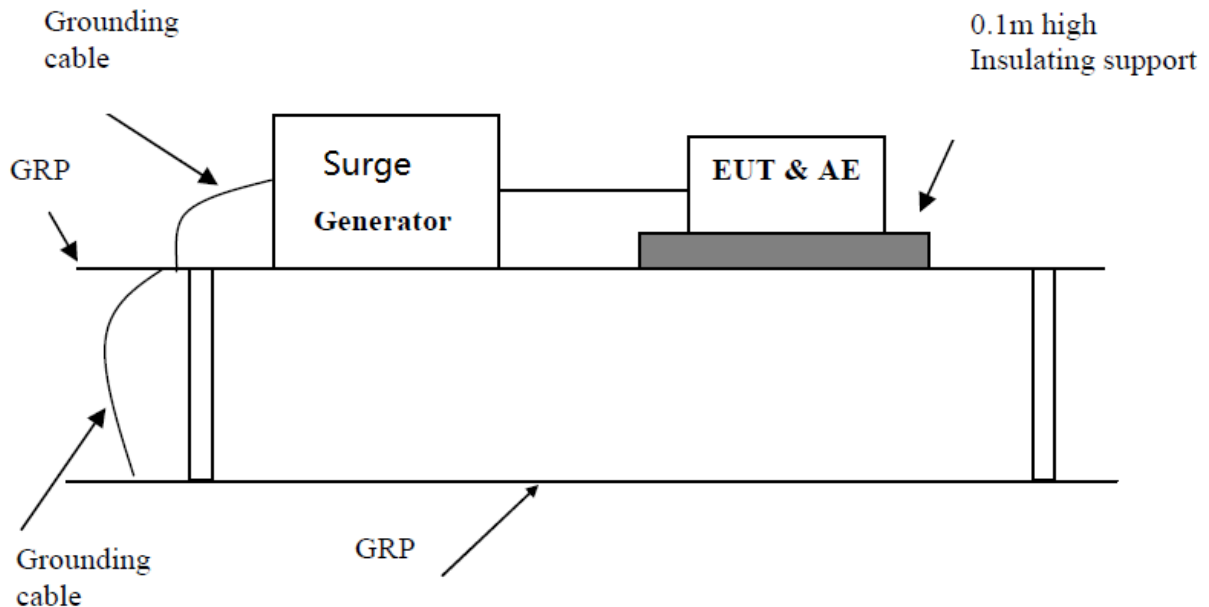 Grounding
cable
0.1m high
Insulating support
GRP
Surge
Generator
EUT & AE
Grounding
cable
GRP